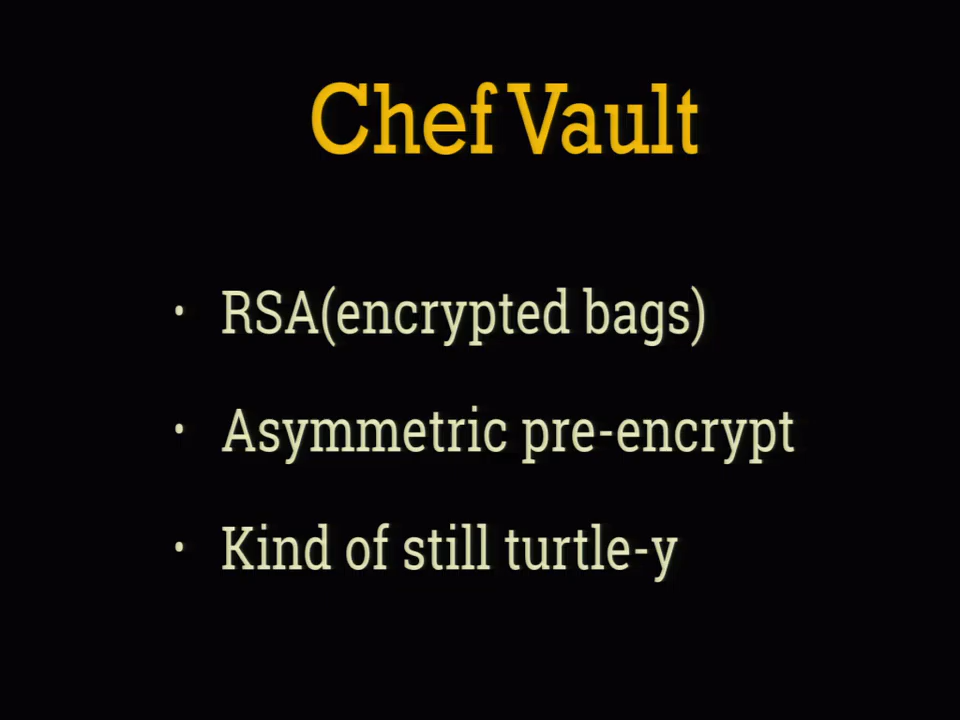 Chef Vault
• RSA(encrypted bags)
• Asymmetric pre-encrypt
• Kind of still turtle-y